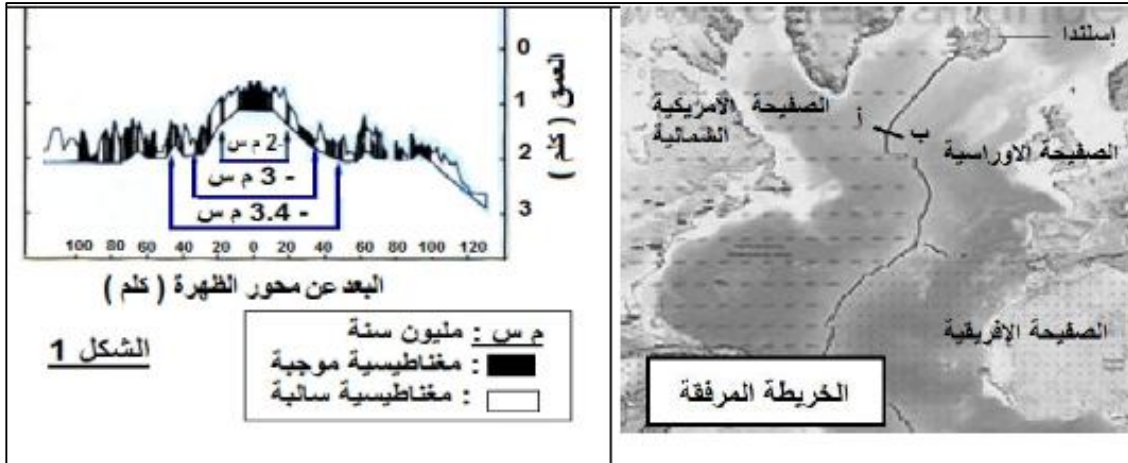 0
1
2
3
العمق ( كلم )
-2 م س
- 3 م س
- 3.4 م س
100 80 60 40 20 0 20 40 60 80 100 120
البعد عن محور الظهرة ( كلم )
الشكل 1
م س : مليون سنة
: مغناطيسية موجبة
: مغناطيسية سالبة
إسلندا
الصفيحة الامريكية
الشمالية
أ
ب
الصفيحة الاوراسية
الصفيحة الإفريقية
الخريطة المرفقة